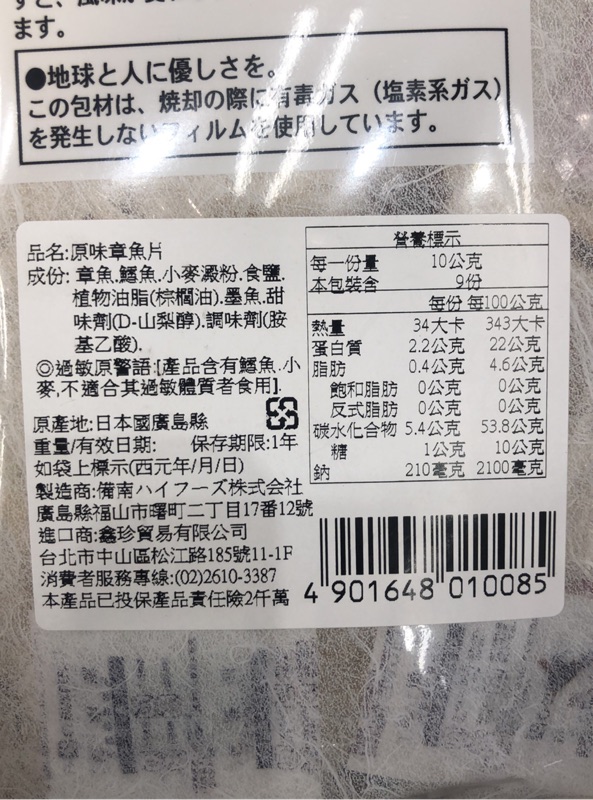 ます。
●地球と人に優しさを。
この包材は、焼却の際に有毒ガス（塩素系ガス）
を発生しないフィルムを使用しています。
品名:原味章魚片
成份: 章魚.鱈魚.小麥澱粉.食鹽.
植物油脂(棕櫚油).墨魚.甜
味劑(D-山梨醇).調味劑(胺
基乙酸).
◎過敏原警語:[產品含有鱈魚.小
麥,不適合其過敏體質者食用].
原產地:日本國廣島縣
重量/有效日期: 保存期限:1年
如袋上標示(西元年/月/日)
製造商:備南ハイフーズ株式会社
廣島縣福山市曙町二丁目17番12號
進口商:鑫珍貿易有限公司
台北市中山區松江路185號11-1F
消費者服務專線:(02)2610-3387
本產品已投保產品責任險2仟萬
營養標示
每一份量 10公克
本包裝含 9份
每份 每100公克
熱量 34大卡 343大卡
蛋白質 2.2公克 22公克
脂肪 0.4公克 4.6公克
飽和脂肪 0公克 0公克
反式脂肪 0公克 0公克
碳水化合物 5.4公克 53.8公克
糖 1公克 10公克
鈉 210毫克 2100毫克
4 901648 010085